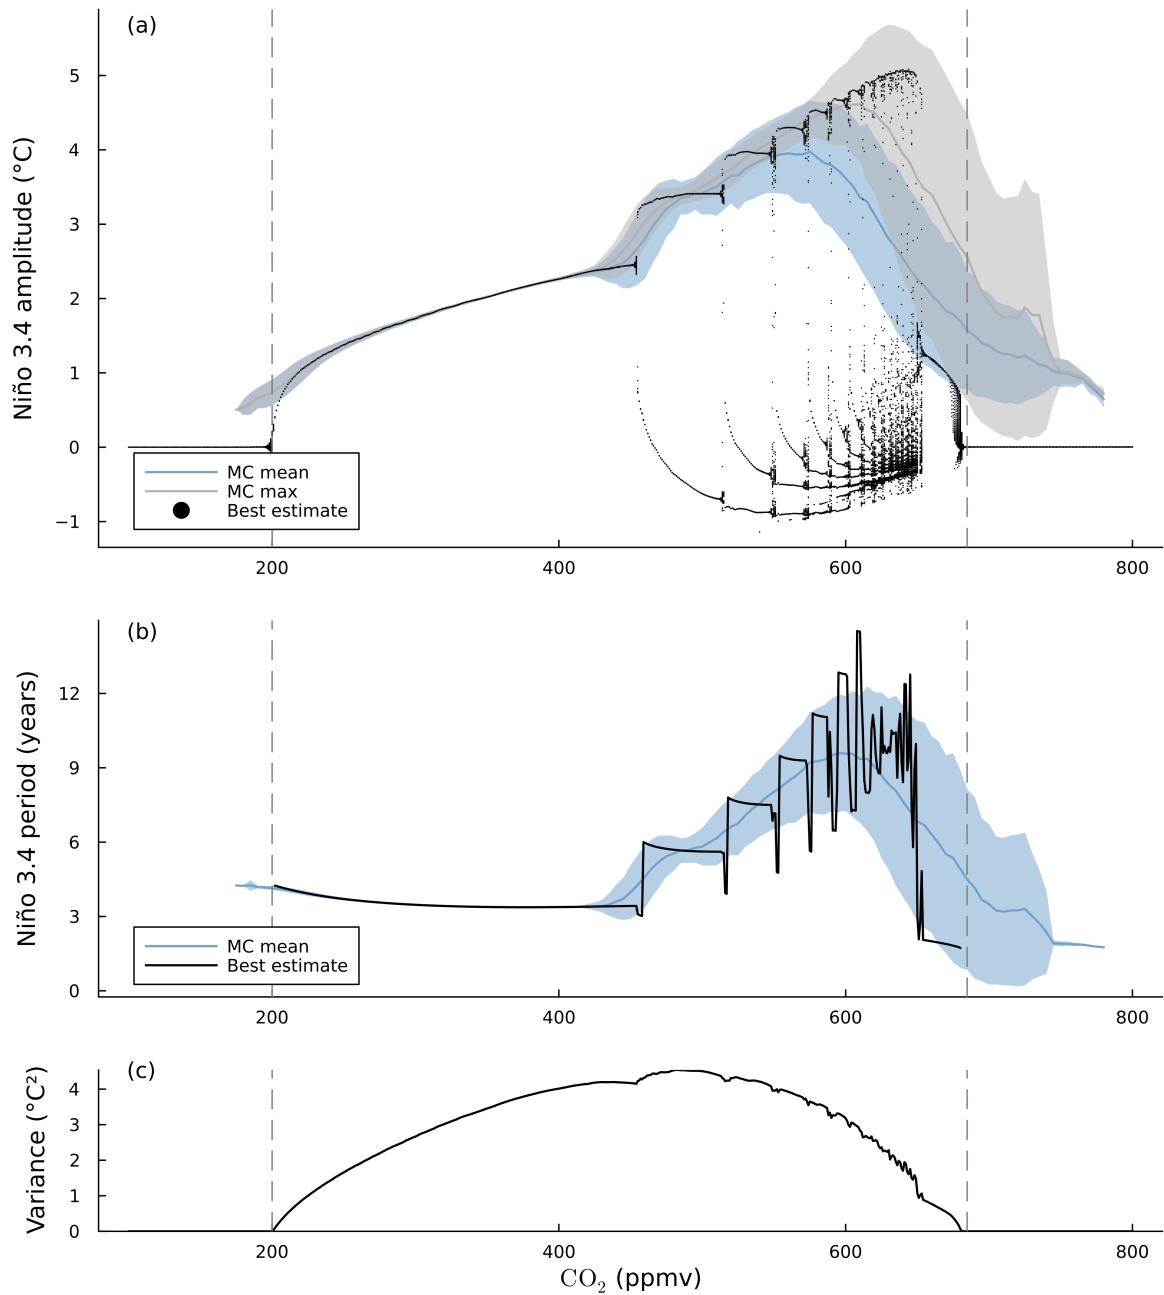 (a)
Niño 3.4 amplitude (°C)
5
4
3
2
1
0
−1
MC mean
MC max
Best estimate
200
400
600
800
(b)
Niño 3.4 period (years)
12
9
6
3
0
MC mean
Best estimate
200
400
600
800
(c)
Variance (°C²)
4
3
2
1
0
200
400
600
800
CO₂ (ppmv)